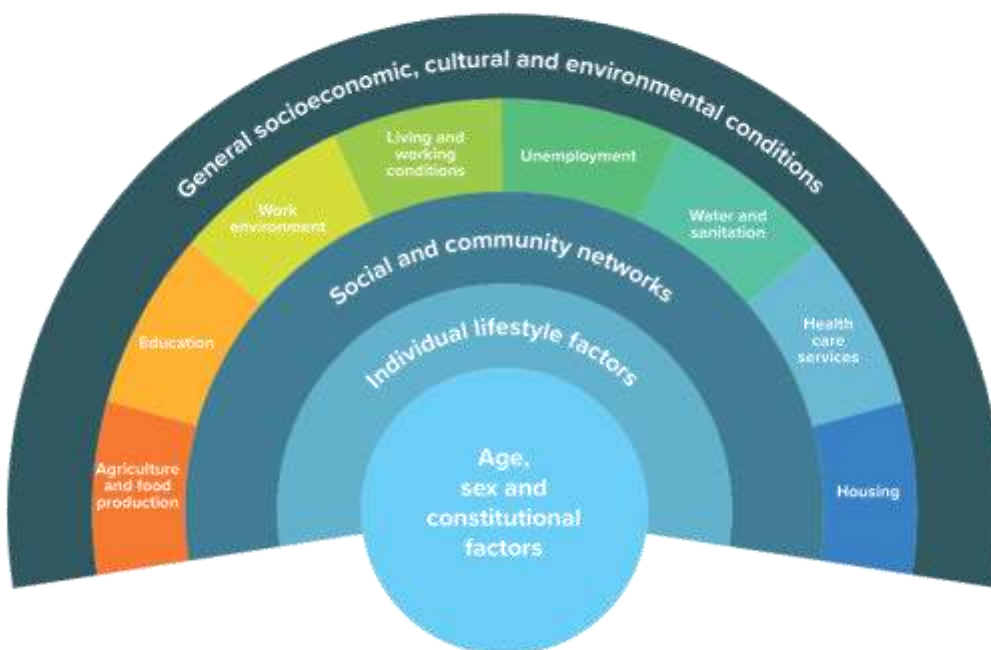 General socioeconomic, cultural and environmental conditions
Living and
working
conditions
Unemployment
Work
environment
Water and
sanitation
Social and community networks
Education
Health
care
services
Individual lifestyle factors
Agriculture
and food
production
Housing
Age,
sex and
constitutional
factors